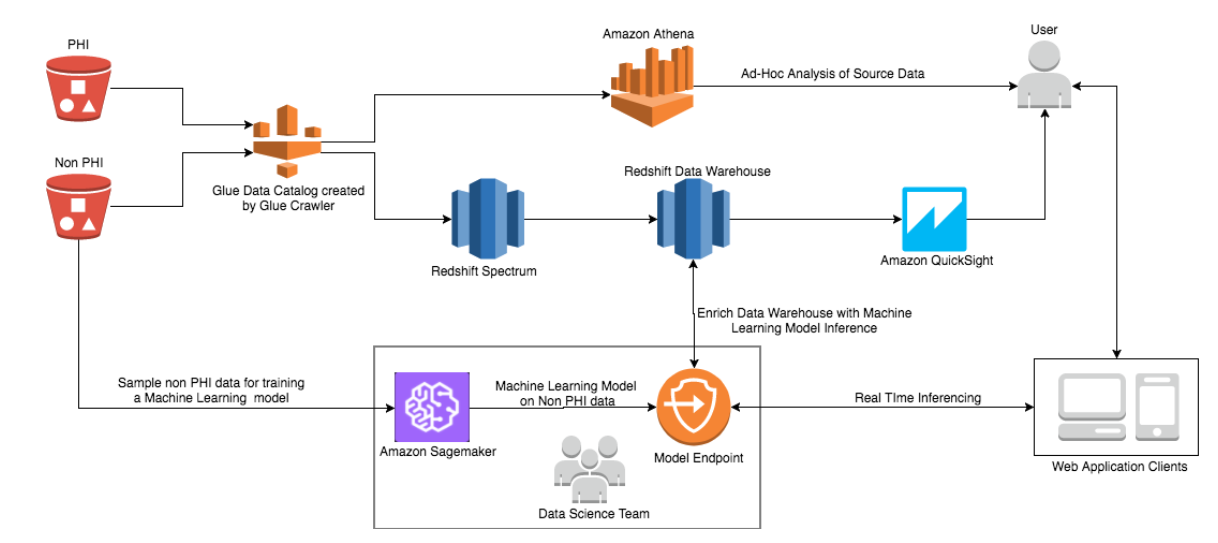 PHI
Amazon Athena
User
Ad-Hoc Analysis of Source Data
Non PHI
Glue Data Catalog created
by Glue Crawler
Redshift Data Warehouse
Redshift Spectrum
Amazon QuickSight
Enrich Data Warehouse with Machine
Learning Model Inference
Sample non PHI data for training
a Machine Learning model
Machine Learning Model
on Non PHI data
Real TIme Inferencing
Amazon Sagemaker
Model Endpoint
Web Application Clients
Data Science Team